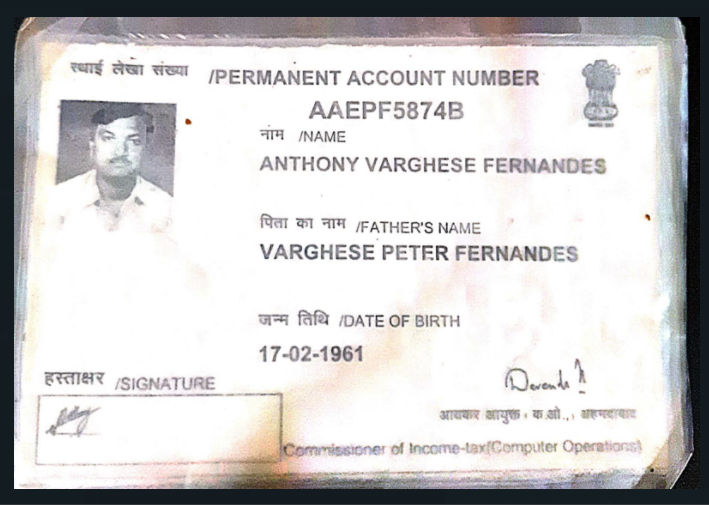 स्थाई लेखा संख्या /PERMANENT ACCOUNT NUMBER
AAEPF5874B
नाम /NAME
ANTHONY VARGHESE FERNANDES
पिता का नाम /FATHER'S NAME
VARGHESE PETER FERNANDES
जन्म तिथि /DATE OF BIRTH
17-02-1961
हस्ताक्षर /SIGNATURE
आयकर आयुक्त, क.ओ., अहमदाबाद
Commissioner of Income-tax(Computer Operations)